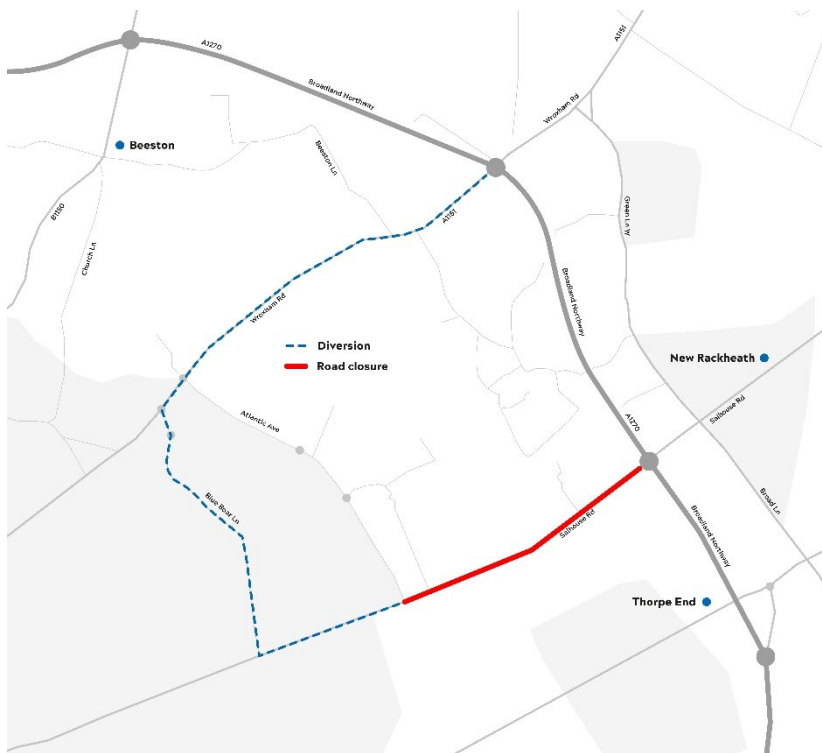 A1270
Broadland Northway
A1151
Wroxham Rd
Beeston
Beeston Ln
B1150
Church Ln
A1151
Green Ln W
Wroxham Rd
Broadland Northway
Diversion
Road closure
New Rackheath
Salhouse Rd
Atlantic Ave
A1270
Broad Ln
Blue Boar Ln
Salhouse Rd
Broadland Northway
Thorpe End